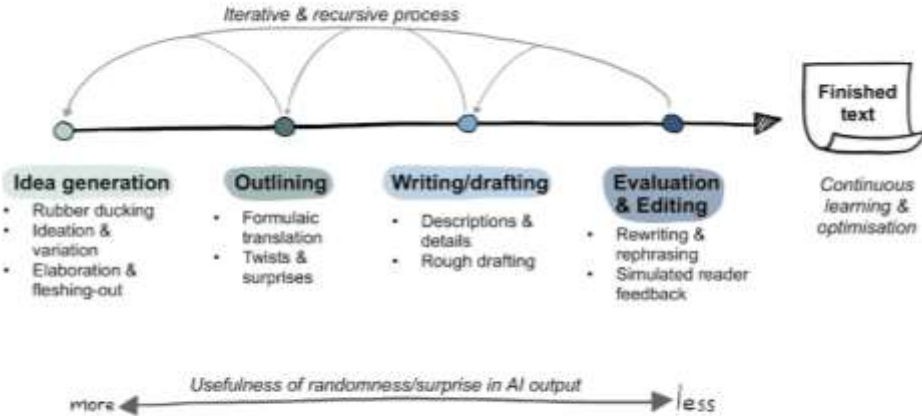 Iterative & recursive process
Finished
text
Idea generation
• Rubber ducking
• Ideation &
variation
• Elaboration &
fleshing-out
Outlining
• Formulaic
translation
• Twists &
surprises
Writing/drafting
• Descriptions &
details
• Rough drafting
Evaluation
& Editing
• Rewriting &
rephrasing
• Simulated reader
feedback
Continuous
learning &
optimisation
Usefulness of randomness/surprise in AI output
more
less